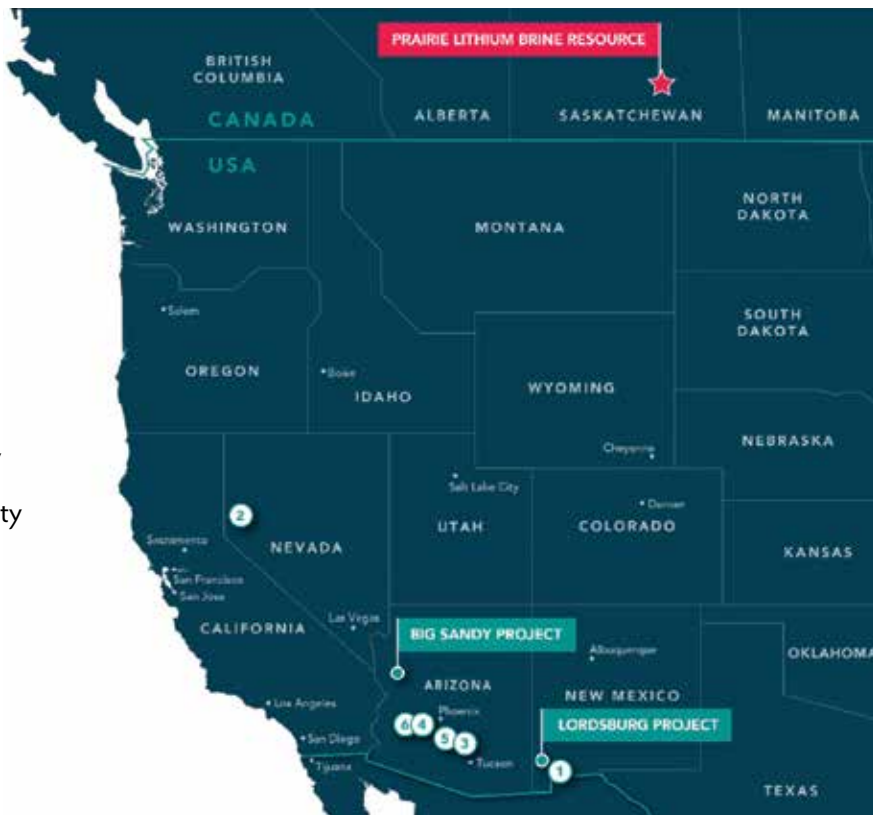 PRAIRIE LITHIUM BRINE RESOURCE
BRITISH
COLUMBIA
CANADA
ALBERTA
SASKATCHEWAN
MANITOBA
USA
WASHINGTON
MONTANA
NORTH
DAKOTA
Salem
SOUTH
DAKOTA
OREGON
Boise
IDAHO
WYOMING
NEBRASKA
Cheyenne
Salt Lake City
ty
2
UTAH
Denver
COLORADO
Sacramento
NEVADA
KANSAS
San Francisco
San Jose
CALIFORNIA
Las Vegas
BIG SANDY PROJECT
Albuquerque
OKLAHOMA
ARIZONA
NEW MEXICO
Los Angeles
Phoenix
6
4
LORDSBURG PROJECT
San Diego
5
3
Tijuana
Tucson
1
TEXAS